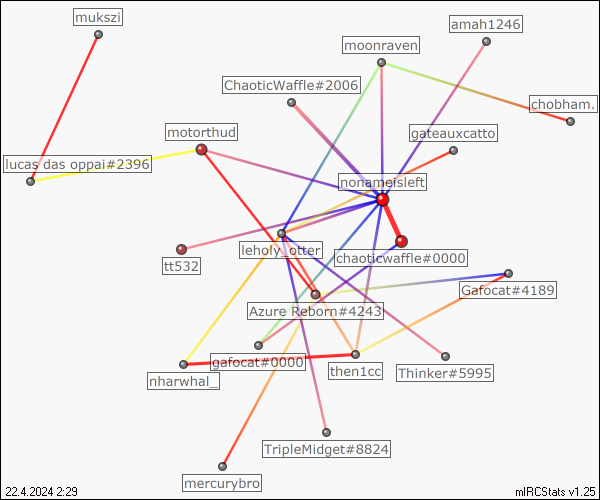 mukszi
amah1246
moonraven
ChaoticWaffle#2006
chobham.
motorthud
gateauxcatto
lucas das oppai#2396
nonameisleft
leholy_otter
chaoticwaffle#0000
tt532
Gafocat#4189
Azure Reborn#4243
gafocat#0000
then1cc
Thinker#5995
nharwhal_
TripleMidget#8824
mercurybro
22.4.2024 2:29
mIRCStats v1.25